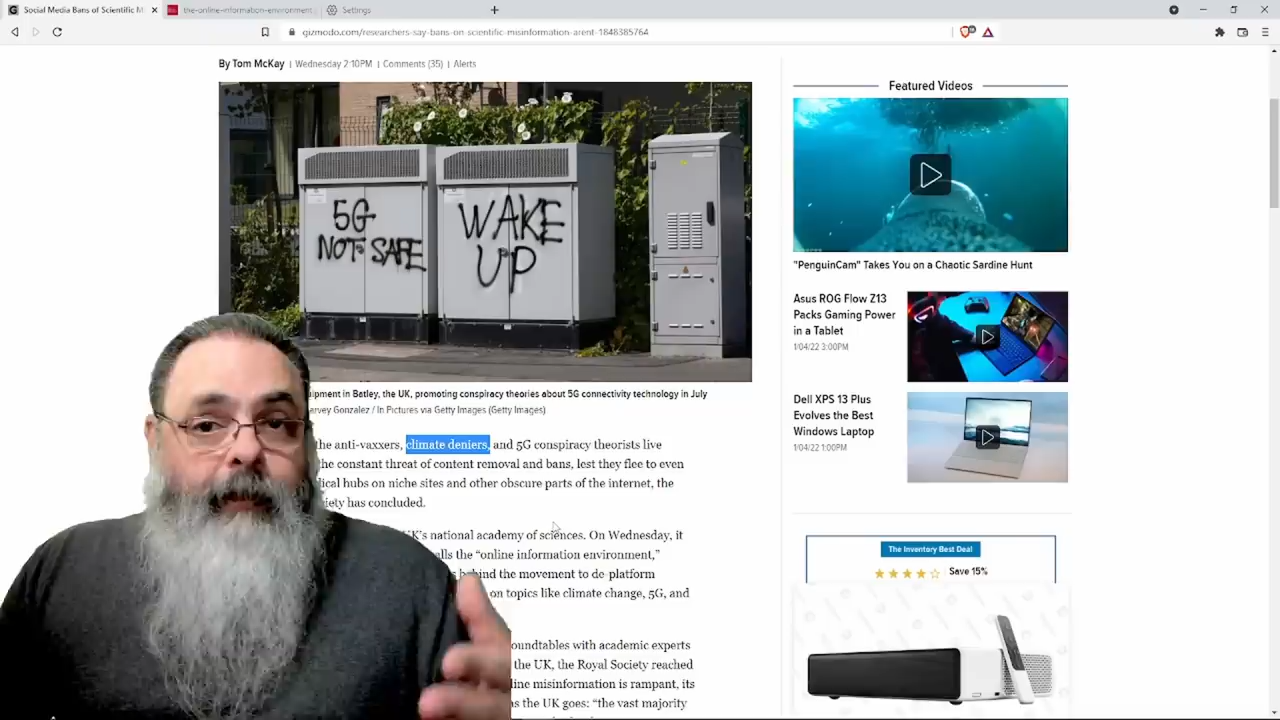 Social Media Bans of Scientific M
the-online-information-environment
Settings
gizmodo.com/researchers-say-bans-on-scientific-misinformation-arent-1848385764
By Tom McKay | Wednesday 2:10PM | Comments (35) | Alerts
5G
NOT SAFE
WAKE
UP
ipment in Batley, the UK, promoting conspiracy theories about 5G connectivity technology in July
arvey Gonzalez / In Pictures via Getty Images (Getty Images)
the anti-vaxxers, climate deniers, and 5G conspiracy theorists live
the constant threat of content removal and bans, lest they flee to even
ical hubs on niche sites and other obscure parts of the internet, the
iety has concluded.
K's national academy of sciences. On Wednesday, it
alls the “online information environment,”
behind the movement to de-platform
on topics like climate change, 5G, and
oundtables with academic experts
the UK, the Royal Society reached
line misinformation is rampant, its
s the UK goes: “the vast majority
Featured Videos
"PenguinCam" Takes You on a Chaotic Sardine Hunt
Asus ROG Flow Z13
Packs Gaming Power
in a Tablet
1/04/22 3:00PM
Dell XPS 13 Plus
Evolves the Best
Windows Laptop
1/04/22 1:00PM
The Inventory Best Deal
Save 15%